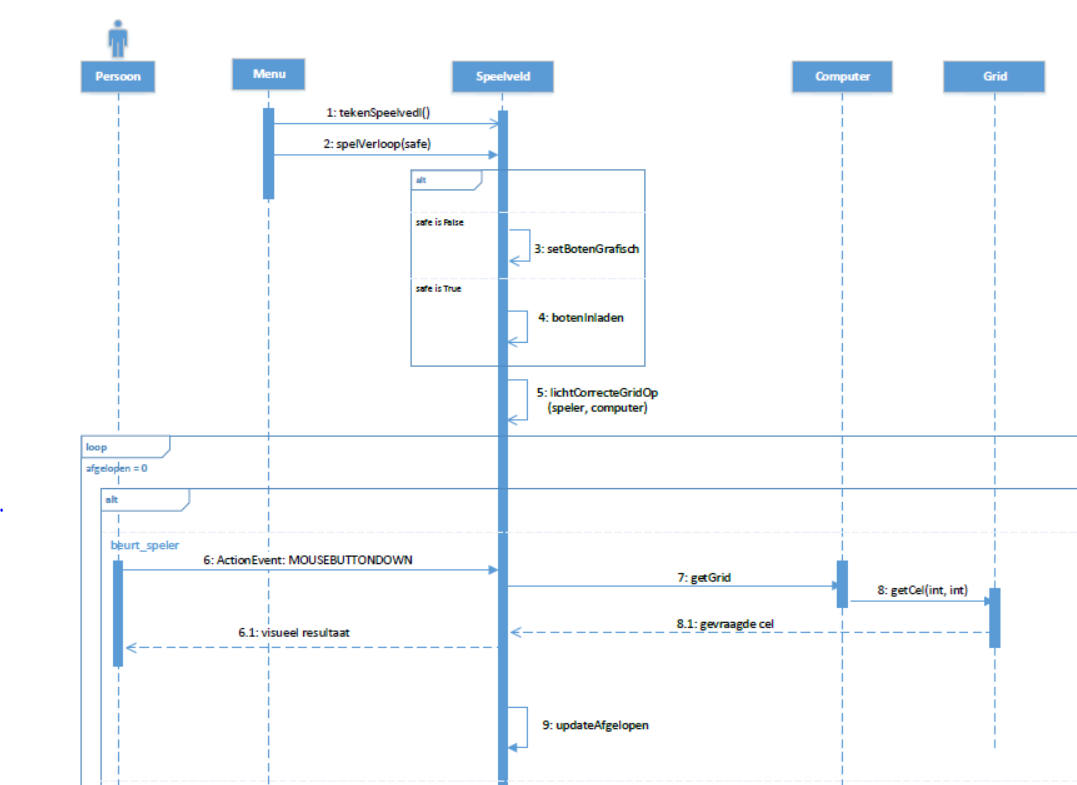 Persoon
Menu
Speelveld
Computer
Grid
1: tekenSpeelvedl()
2: spelVerloop(safe)
alt
safe is False
3: setBotenGrafisch
safe is True
4: botenInladen
5: lichtCorrecteGridOp
(speler, computer)
loop
afgelopen = 0
alt
.
beurt_speler
6: ActionEvent: MOUSEBUTTONDOWN
7: getGrid
8: getCel(int, int)
8.1: gevraagde cel
6.1: visueel resultaat
9: updateAfgelopen